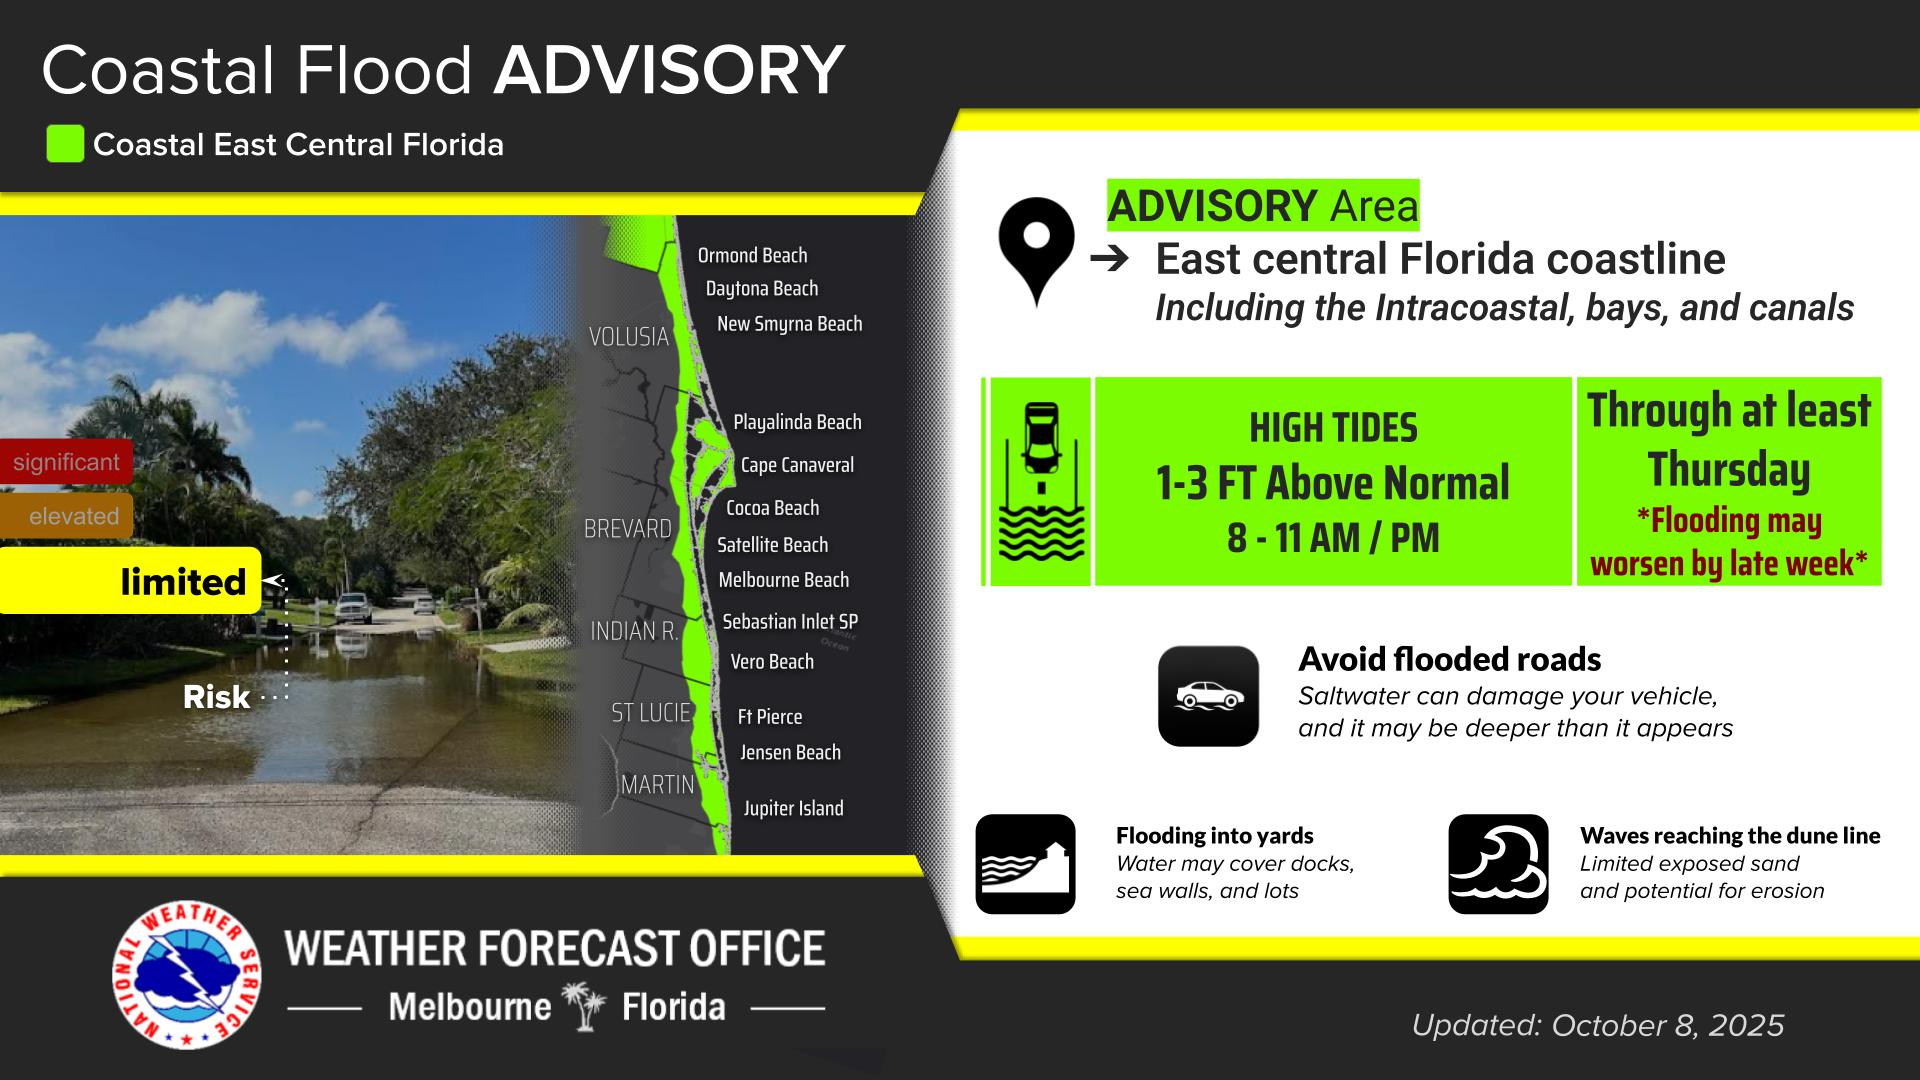 Coastal Flood ADVISORY
Coastal East Central Florida
significant
elevated
limited
Risk
Ormond Beach
Daytona Beach
New Smyrna Beach
VOLUSIA
Playalinda Beach
Cape Canaveral
Cocoa Beach
BREVARD
Satellite Beach
Melbourne Beach
Sebastian Inlet SP
INDIAN R.
Ocean
Vero Beach
ST LUCIE
Ft Pierce
Jensen Beach
MARTIN
Jupiter Island
ADVISORY Area
➔ East central Florida coastline
Including the Intracoastal, bays, and canals
HIGH TIDES
1-3 FT Above Normal
8 - 11 AM / PM
Through at least
Thursday
*Flooding may
worsen by late week*
Avoid flooded roads
Saltwater can damage your vehicle,
and it may be deeper than it appears
Flooding into yards
Water may cover docks,
sea walls, and lots
Waves reaching the dune line
Limited exposed sand
and potential for erosion
NATIONAL WEATHER SERVICE
WEATHER FORECAST OFFICE
Melbourne Florida
Updated: October 8, 2025